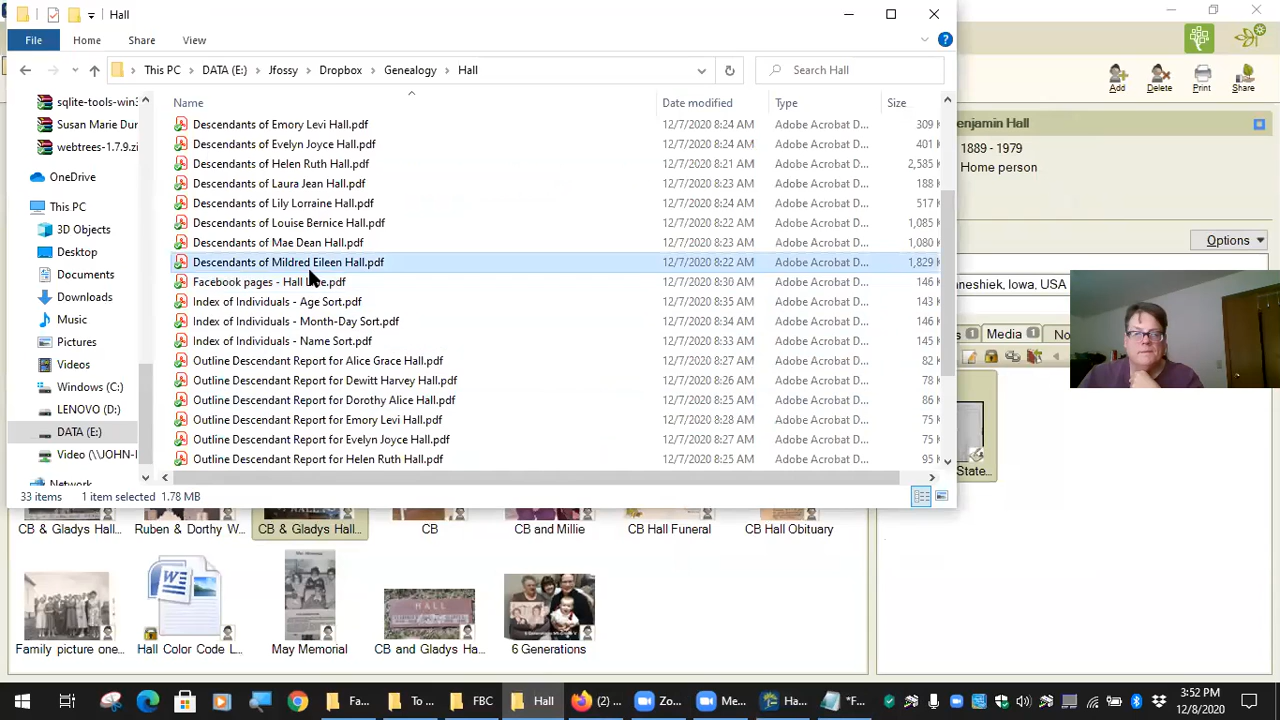 Hall
File Home Share View
This PC DATA (E:) Jfossy Dropbox Genealogy Hall
Search Hall
Add Delete Print Share
enjamin Hall
1889 - 1979
Home person
Options
neshiek, Iowa, USA
Media 1
State...
Name Date modified Type Size
sqlite-tools-win3
Susan Marie Dur
webtrees-1.7.9.zi
OneDrive
This PC
3D Objects
Desktop
Documents
Downloads
Music
Pictures
Videos
Windows (C:)
LENOVO (D:)
DATA (E:)
Video (\\JOHN-
Network
Descendants of Emory Levi Hall.pdf 12/7/2020 8:24 AM Adobe Acrobat D... 309 K
Descendants of Evelyn Joyce Hall.pdf 12/7/2020 8:24 AM Adobe Acrobat D... 401 K
Descendants of Helen Ruth Hall.pdf 12/7/2020 8:21 AM Adobe Acrobat D... 2,585 K
Descendants of Laura Jean Hall.pdf 12/7/2020 8:23 AM Adobe Acrobat D... 188 K
Descendants of Lily Lorraine Hall.pdf 12/7/2020 8:24 AM Adobe Acrobat D... 517 K
Descendants of Louise Bernice Hall.pdf 12/7/2020 8:22 AM Adobe Acrobat D... 1,085 K
Descendants of Mae Dean Hall.pdf 12/7/2020 8:23 AM Adobe Acrobat D... 1,080 K
Descendants of Mildred Eileen Hall.pdf 12/7/2020 8:22 AM Adobe Acrobat D... 1,829 K
Facebook pages - Hall 12/7/2020 8:30 AM Adobe Acrobat D... 146 K
Index of Individuals - Age Sort.pdf 12/7/2020 8:35 AM Adobe Acrobat D... 143 K
Index of Individuals - Month-Day Sort.pdf 12/7/2020 8:34 AM Adobe Acrobat D... 146 K
Index of Individuals - Name Sort.pdf 12/7/2020 8:33 AM Adobe Acrobat D... 145 K
Outline Descendant Report for Alice Grace Hall.pdf 12/7/2020 8:27 AM Adobe Acrobat D... 82 K
Outline Descendant Report for Dewitt Harvey Hall.pdf 12/7/2020 8:26 AM Adobe Acrobat D... 78 K
Outline Descendant Report for Dorothy Alice Hall.pdf 12/7/2020 8:25 AM Adobe Acrobat D... 86 K
Outline Descendant Report for Emory Levi Hall.pdf 12/7/2020 8:28 AM Adobe Acrobat D... 75 K
Outline Descendant Report for Evelyn Joyce Hall.pdf 12/7/2020 8:27 AM Adobe Acrobat D... 75 K
Outline Descendant Report for Helen Ruth Hall.pdf 12/7/2020 8:25 AM Adobe Acrobat D... 95 K
33 items 1 item selected 1.78 MB
CB & Gladys H... Ruben & Dorthy W... CB & Gladys Hall... CB CB and Millie CB Hall Funeral CB Hall Obituary
HALL
Family picture one... Hall Color Code L... May Memorial CB and Gladys Ha... 6 Generations
Fa... To ... FBC Hall (2) ... Zo... Me... Ha... *F...
3:52 PM
12/8/2020